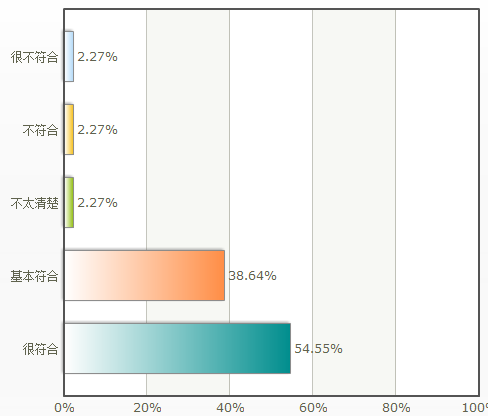 很不符合 2.27%
不符合 2.27%
不太清楚 2.27%
基本符合 38.64%
很符合 54.55%
0% 20% 40% 60% 80% 100%